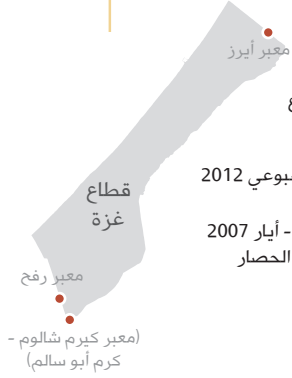 معبر أيرز
ع
قطاع
غزة
بوعي 2012
- أيار 2007
الحصار
معبر رفح
(معبر كيرم شالوم -
كرم أبو سالم)